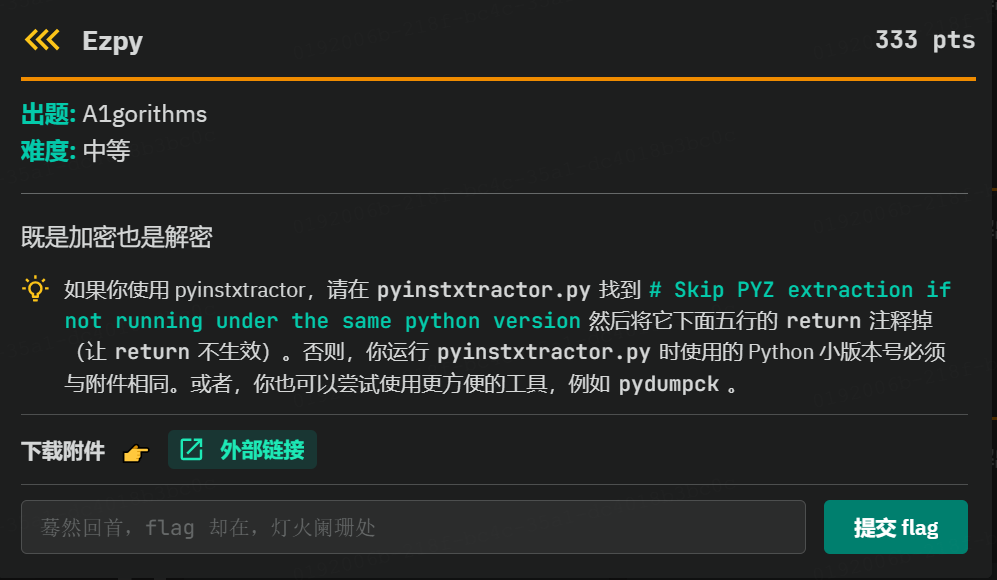 Ezpy 333 pts
出题: A1gorithms
难度: 中等
既是加密也是解密
如果你使用 pyinstxtractor，请在 pyinstxtractor.py 找到 # Skip PYZ extraction if
not running under the same python version 然后将它下面五行的 return 注释掉
（让 return 不生效）。否则，你运行 pyinstxtractor.py 时使用的 Python 小版本号必须
与附件相同。或者，你也可以尝试使用更方便的工具，例如 pydumpck 。
下载附件 👉 外部链接
蓦然回首，flag 却在，灯火阑珊处 提交 flag